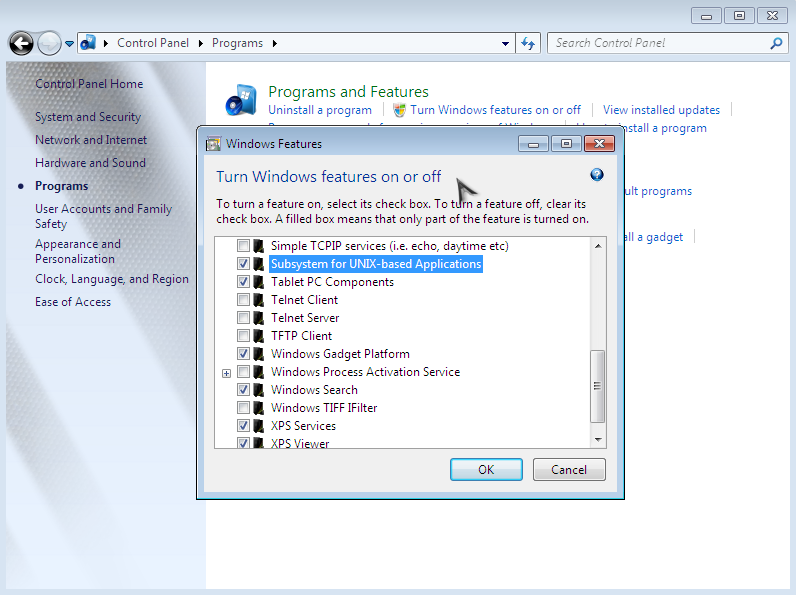 Control Panel
Programs
Search Control Panel
Control Panel Home
System and Security
Network and Internet
Hardware and Sound
Programs
User Accounts and Family
Safety
Appearance and
Personalization
Clock, Language, and Region
Ease of Access
Programs and Features
Uninstall a program
Turn Windows features on or off
View installed updates
install a program
ult programs
all a gadget
Windows Features
Turn Windows features on or off
To turn a feature on, select its check box. To turn a feature off, clear its
check box. A filled box means that only part of the feature is turned on.
Simple TCPIP services (i.e. echo, daytime etc)
Subsystem for UNIX-based Applications
Tablet PC Components
Telnet Client
Telnet Server
TFTP Client
Windows Gadget Platform
Windows Process Activation Service
Windows Search
Windows TIFF IFilter
XPS Services
XPS Viewer
OK
Cancel